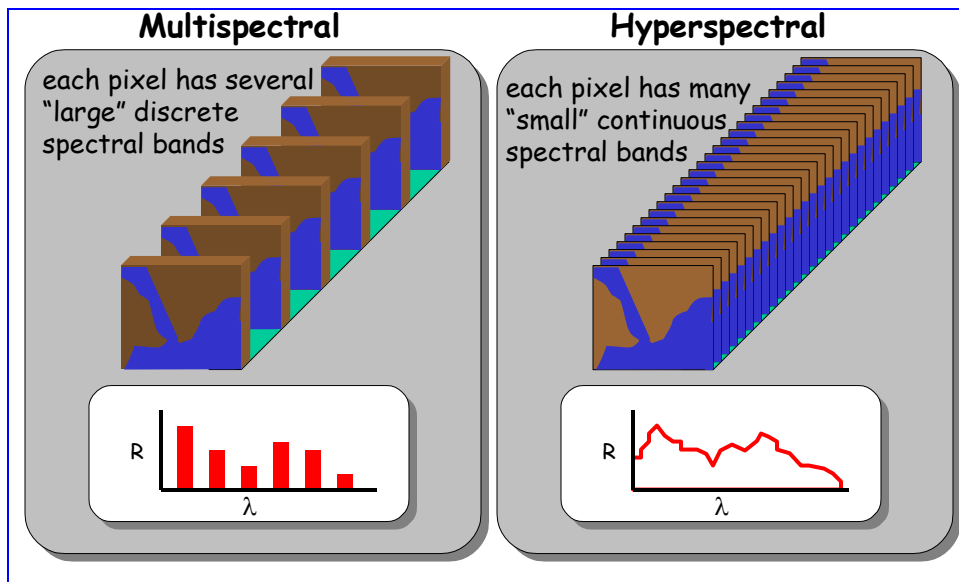 Multispectral
each pixel has several
“large” discrete
spectral bands
R
λ
Hyperspectral
each pixel has many
“small” continuous
spectral bands
R
λ